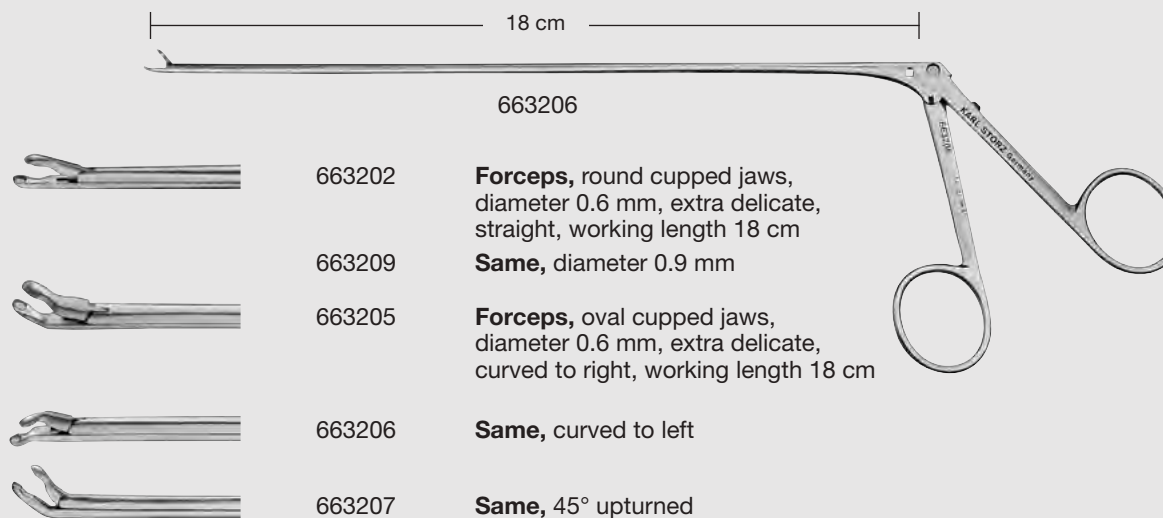 18 cm
663206
KARL STORZ Germany
663202
Forceps, round cupped jaws,
diameter 0.6 mm, extra delicate,
straight, working length 18 cm
663209
Same, diameter 0.9 mm
663205
Forceps, oval cupped jaws,
diameter 0.6 mm, extra delicate,
curved to right, working length 18 cm
663206
Same, curved to left
663207
Same, 45° upturned